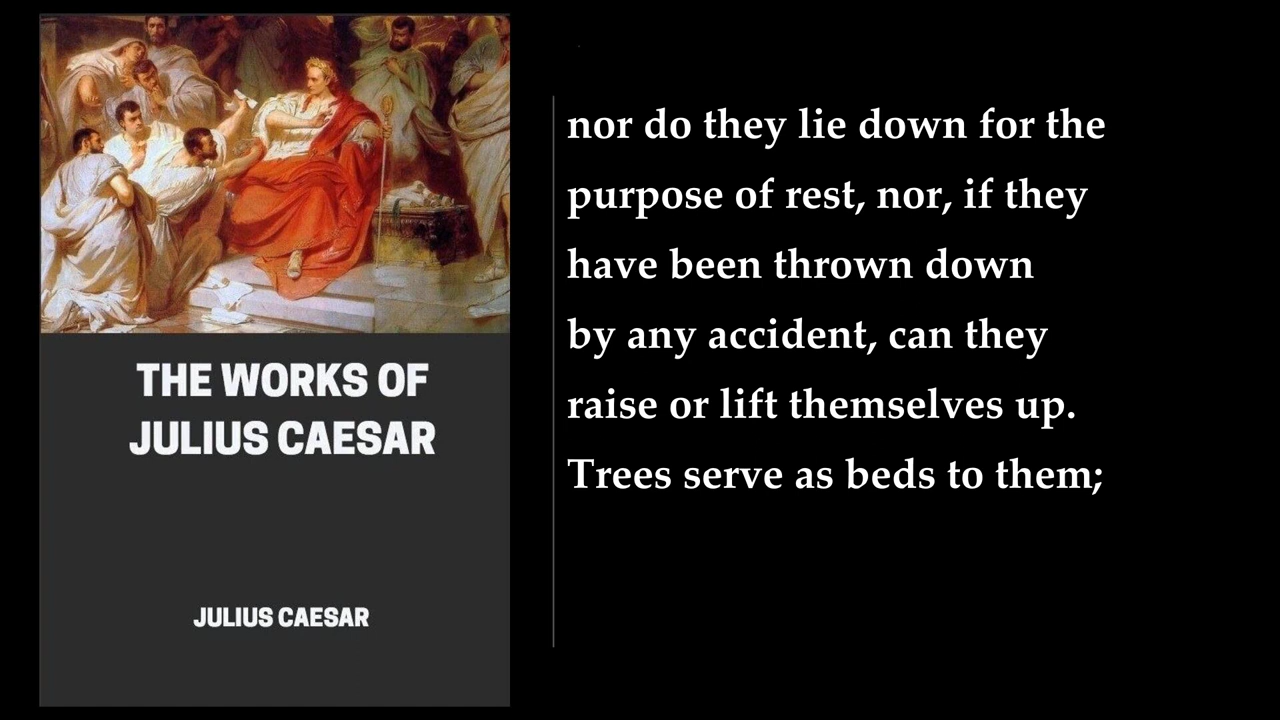 THE WORKS OF
JULIUS CAESAR
JULIUS CAESAR
nor do they lie down for the
purpose of rest, nor, if they
have been thrown down
by any accident, can they
raise or lift themselves up.
Trees serve as beds to them;